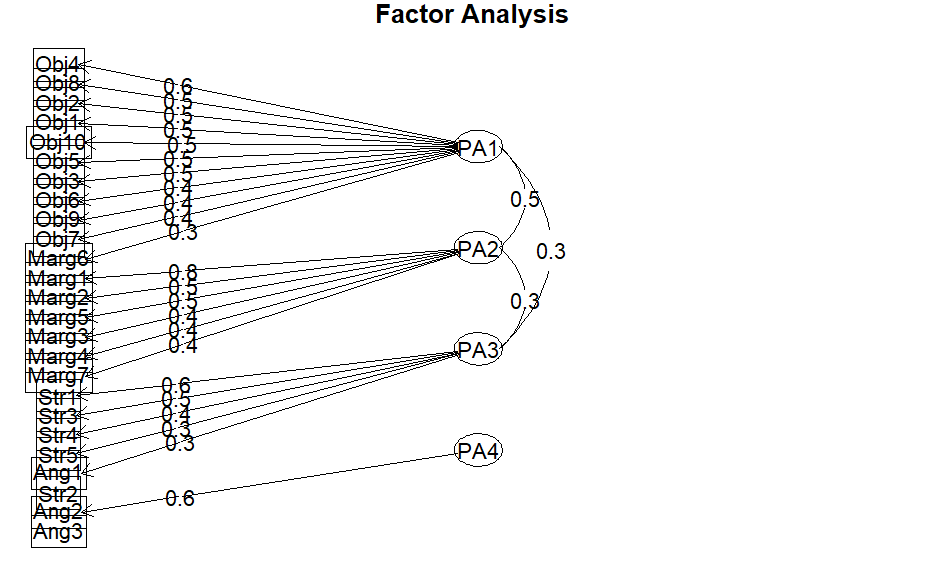 Factor Analysis
Obj4
Obj8
Obj2
Obj1
Obj10
Obj5
Obj3
Obj6
Obj9
Obj7
Marg6
Marg1
Marg2
Marg5
Marg3
Marg4
Marg7
Str1
Str3
Str4
Str5
Ang1
Str2
Ang2
Ang3
0.6
0.5
0.5
0.5
0.5
0.5
0.5
0.4
0.4
0.4
0.3
0.8
0.5
0.5
0.4
0.4
0.4
0.6
0.5
0.4
0.3
0.3
0.6
PA1
PA2
PA3
PA4
0.5
0.3
0.3